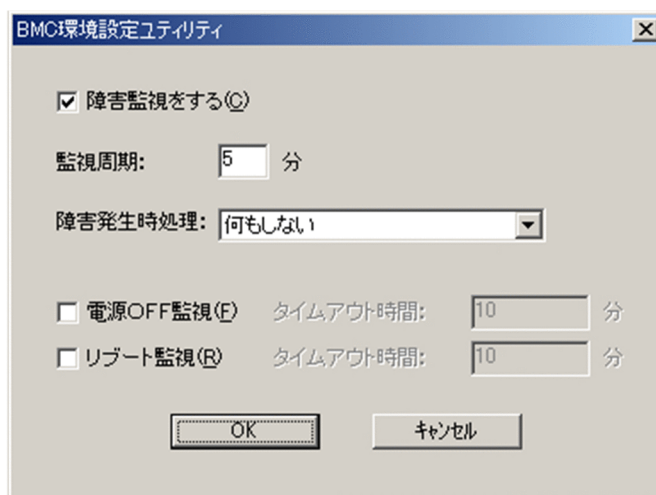 BMC環境設定ユティリティ
障害監視をする(C)
監視周期: 5 分
障害発生時処理: 何もしない
電源OFF監視(F) タイムアウト時間: 10 分
リブート監視(R) タイムアウト時間: 10 分
OK キャンセル